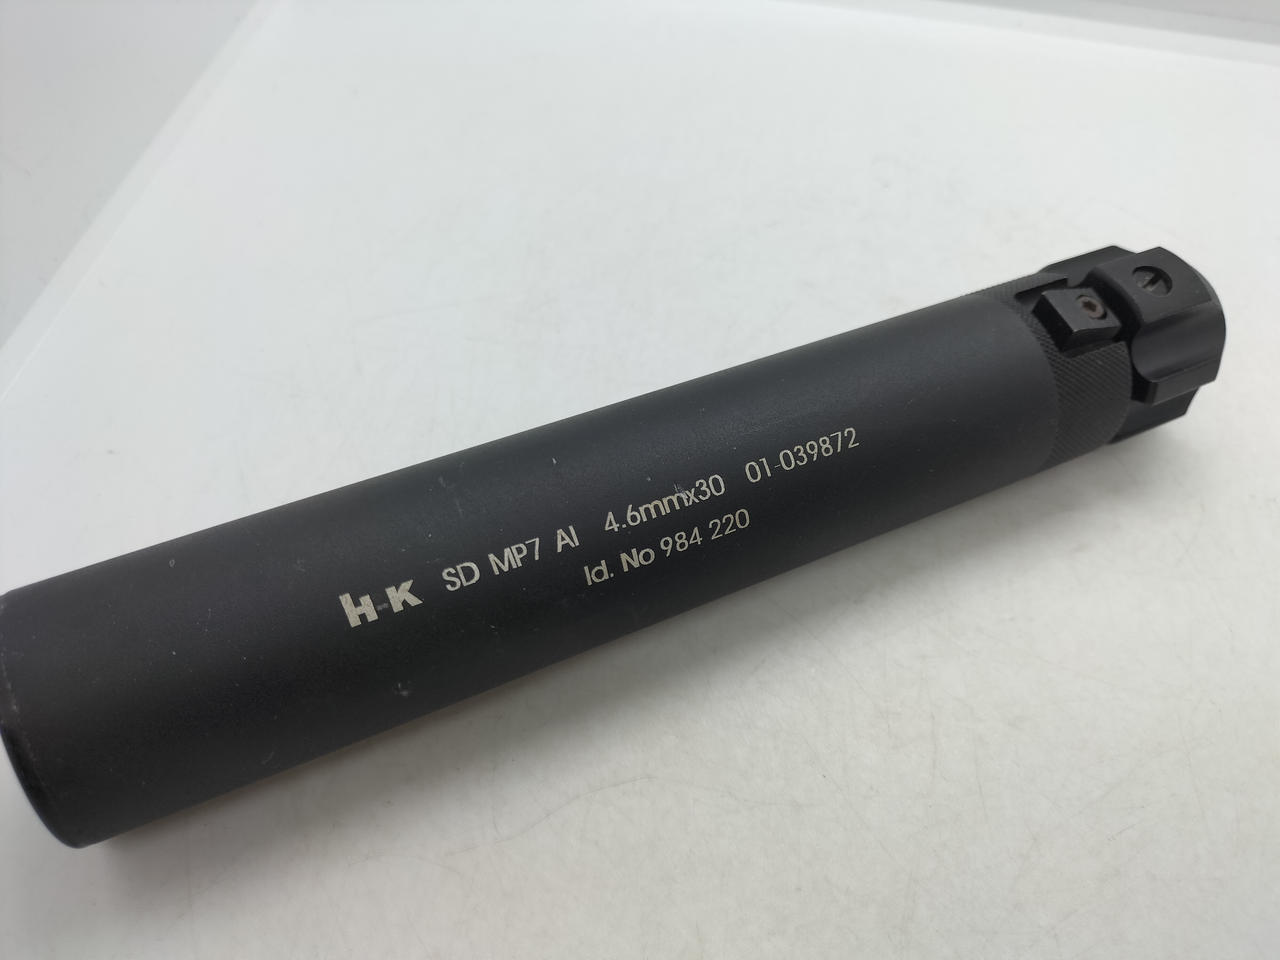 H-K SD MP7 AI 4.6mmx30 01-039872
Id. No 984 220